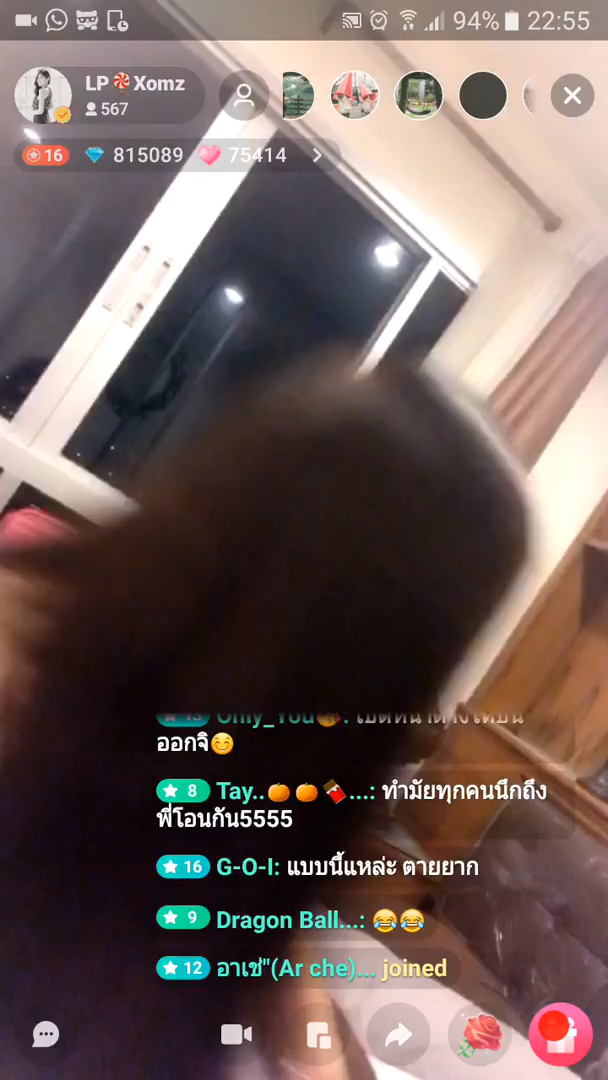 94% 22:55
LP🍭Xomz
567
16 815089 75414
Only_You
ออกจิ😊
8 Tay..🍊🍊🍫...: ทำมัยทุกคนนึกถึง
พี่โอนกัน5555
16 G-O-I: แบบนี้แหล่ะ ตายยาก
9 Dragon Ball...: 😂😂
12 อาเช่"(Ar che)... joined